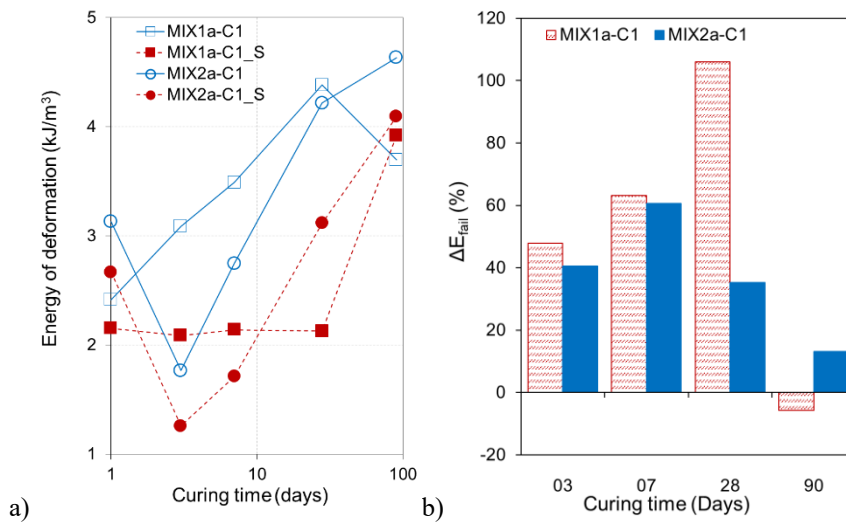 5
4
3
2
1
Energy of deformation (kJ/m³)
MIX1a-C1
MIX1a-C1_S
MIX2a-C1
MIX2a-C1_S
1
10
100
Curing time (days)
a)
120
100
80
60
40
20
0
-20
ΔE_fail (%)
MIX1a-C1
MIX2a-C1
03
07
28
90
Curing time (Days)
b)